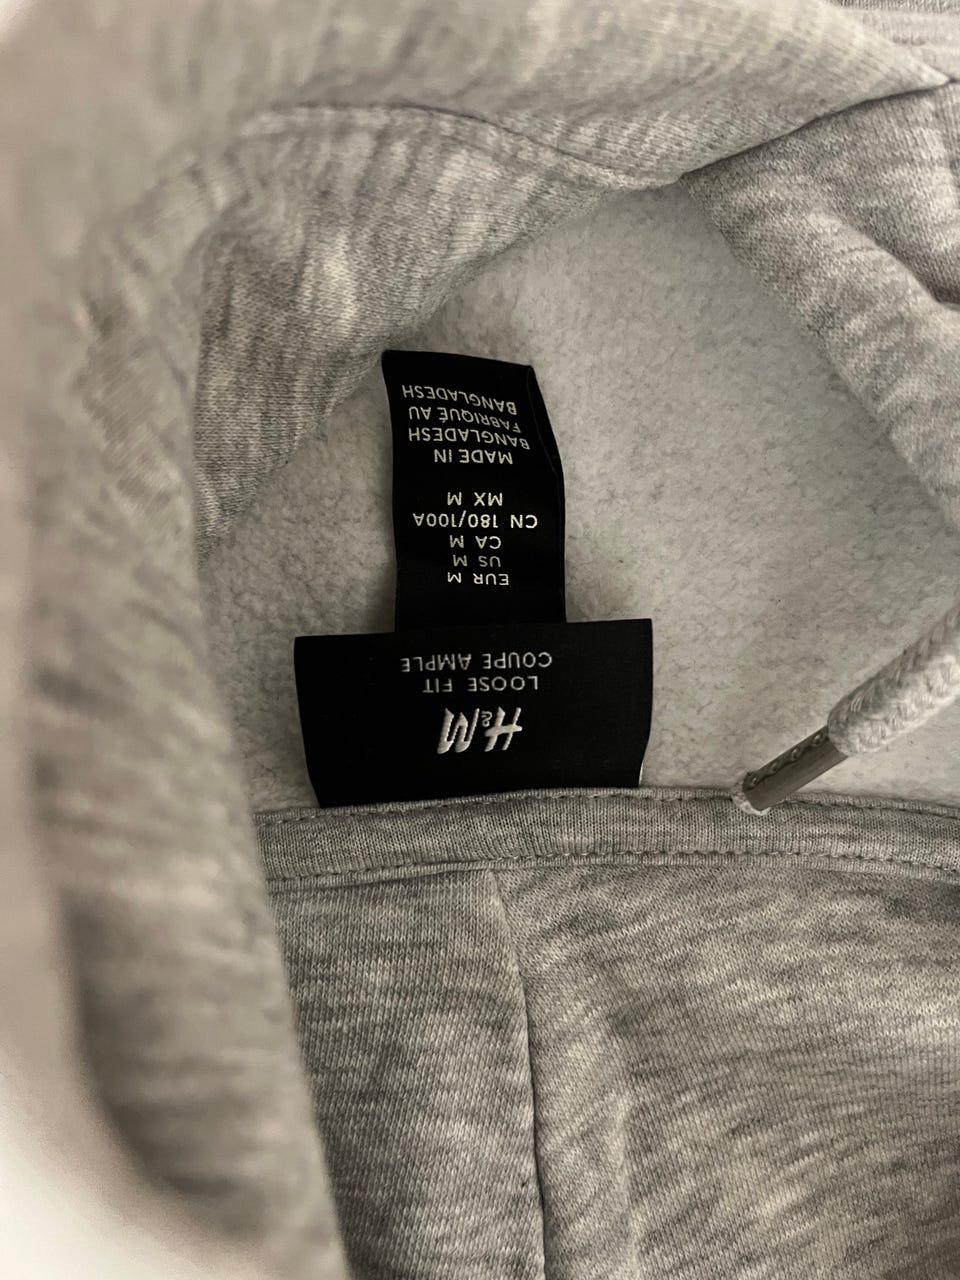 H&M
LOOSE FIT
COUPE AMPLE
EUR M
US M
CA M
CN 180/100A
MX M
MADE IN
BANGLADESH
FABRIQUÉ AU
BANGLADESH